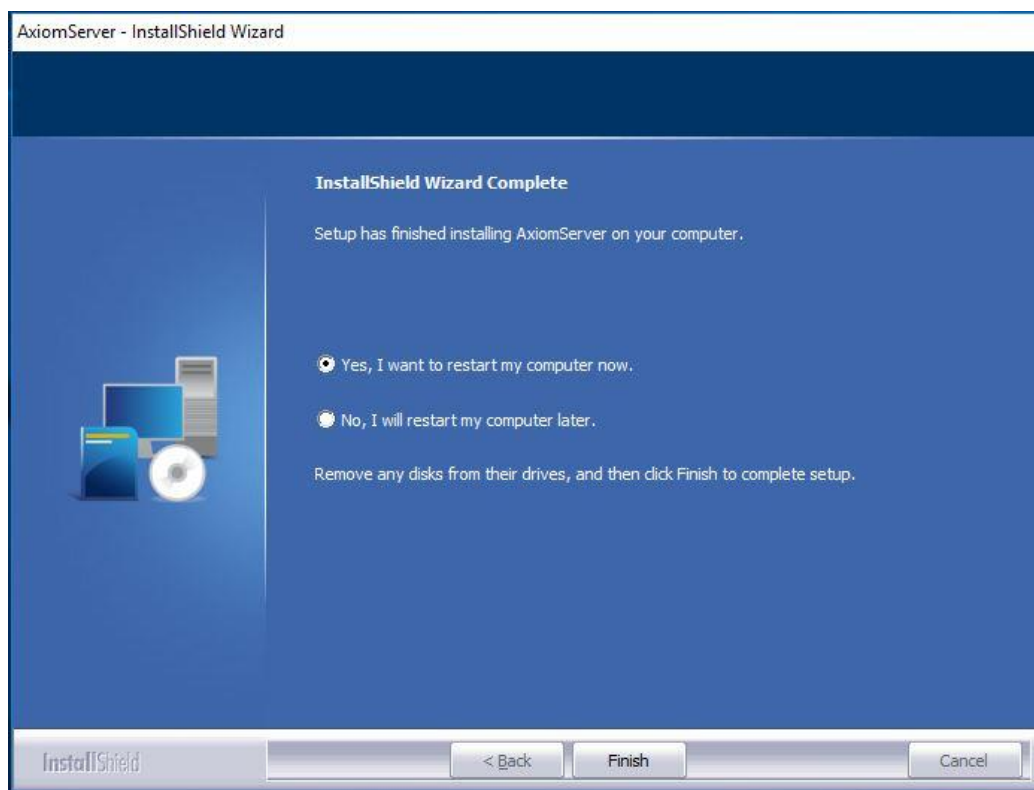 AxiomServer - InstallShield Wizard
InstallShield Wizard Complete
Setup has finished installing AxiomServer on your computer.
Yes, I want to restart my computer now.
No, I will restart my computer later.
Remove any disks from their drives, and then click Finish to complete setup.
InstallShield
< Back
Finish
Cancel